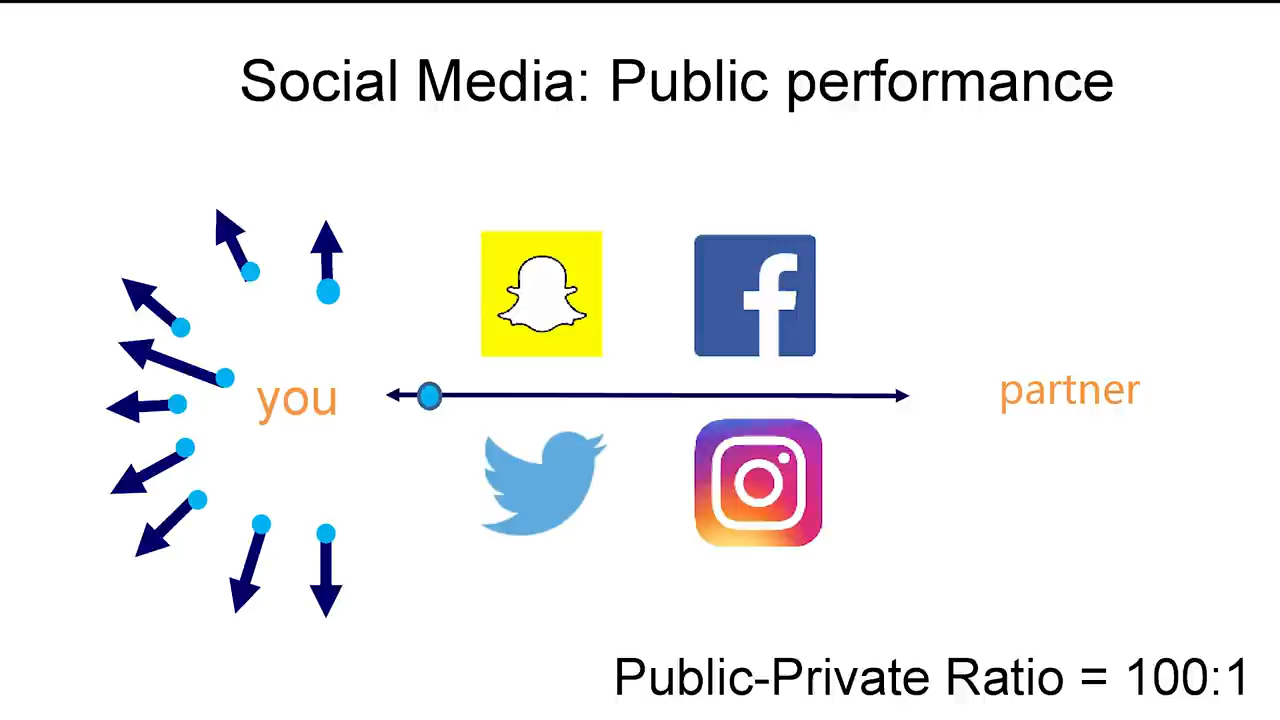 Social Media: Public performance
you
partner
Public-Private Ratio = 100:1